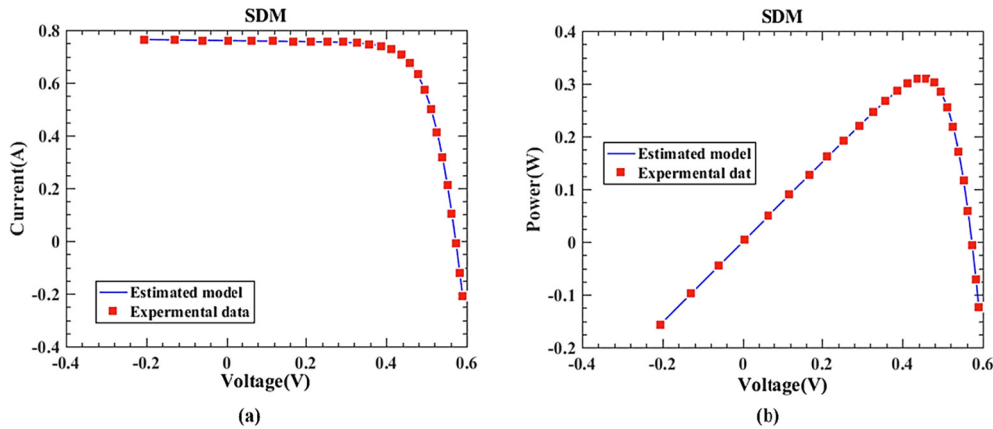 SDM
0.8
0.6
0.4
0.2
0
-0.2
-0.4
-0.4
-0.2
0
0.2
0.4
0.6
Current(A)
Voltage(V)
Estimated model
Expermental data
(a)
SDM
0.4
0.3
0.2
0.1
0
-0.1
-0.2
-0.4
-0.2
0
0.2
0.4
0.6
Power(W)
Voltage(V)
Estimated model
Expermental dat
(b)